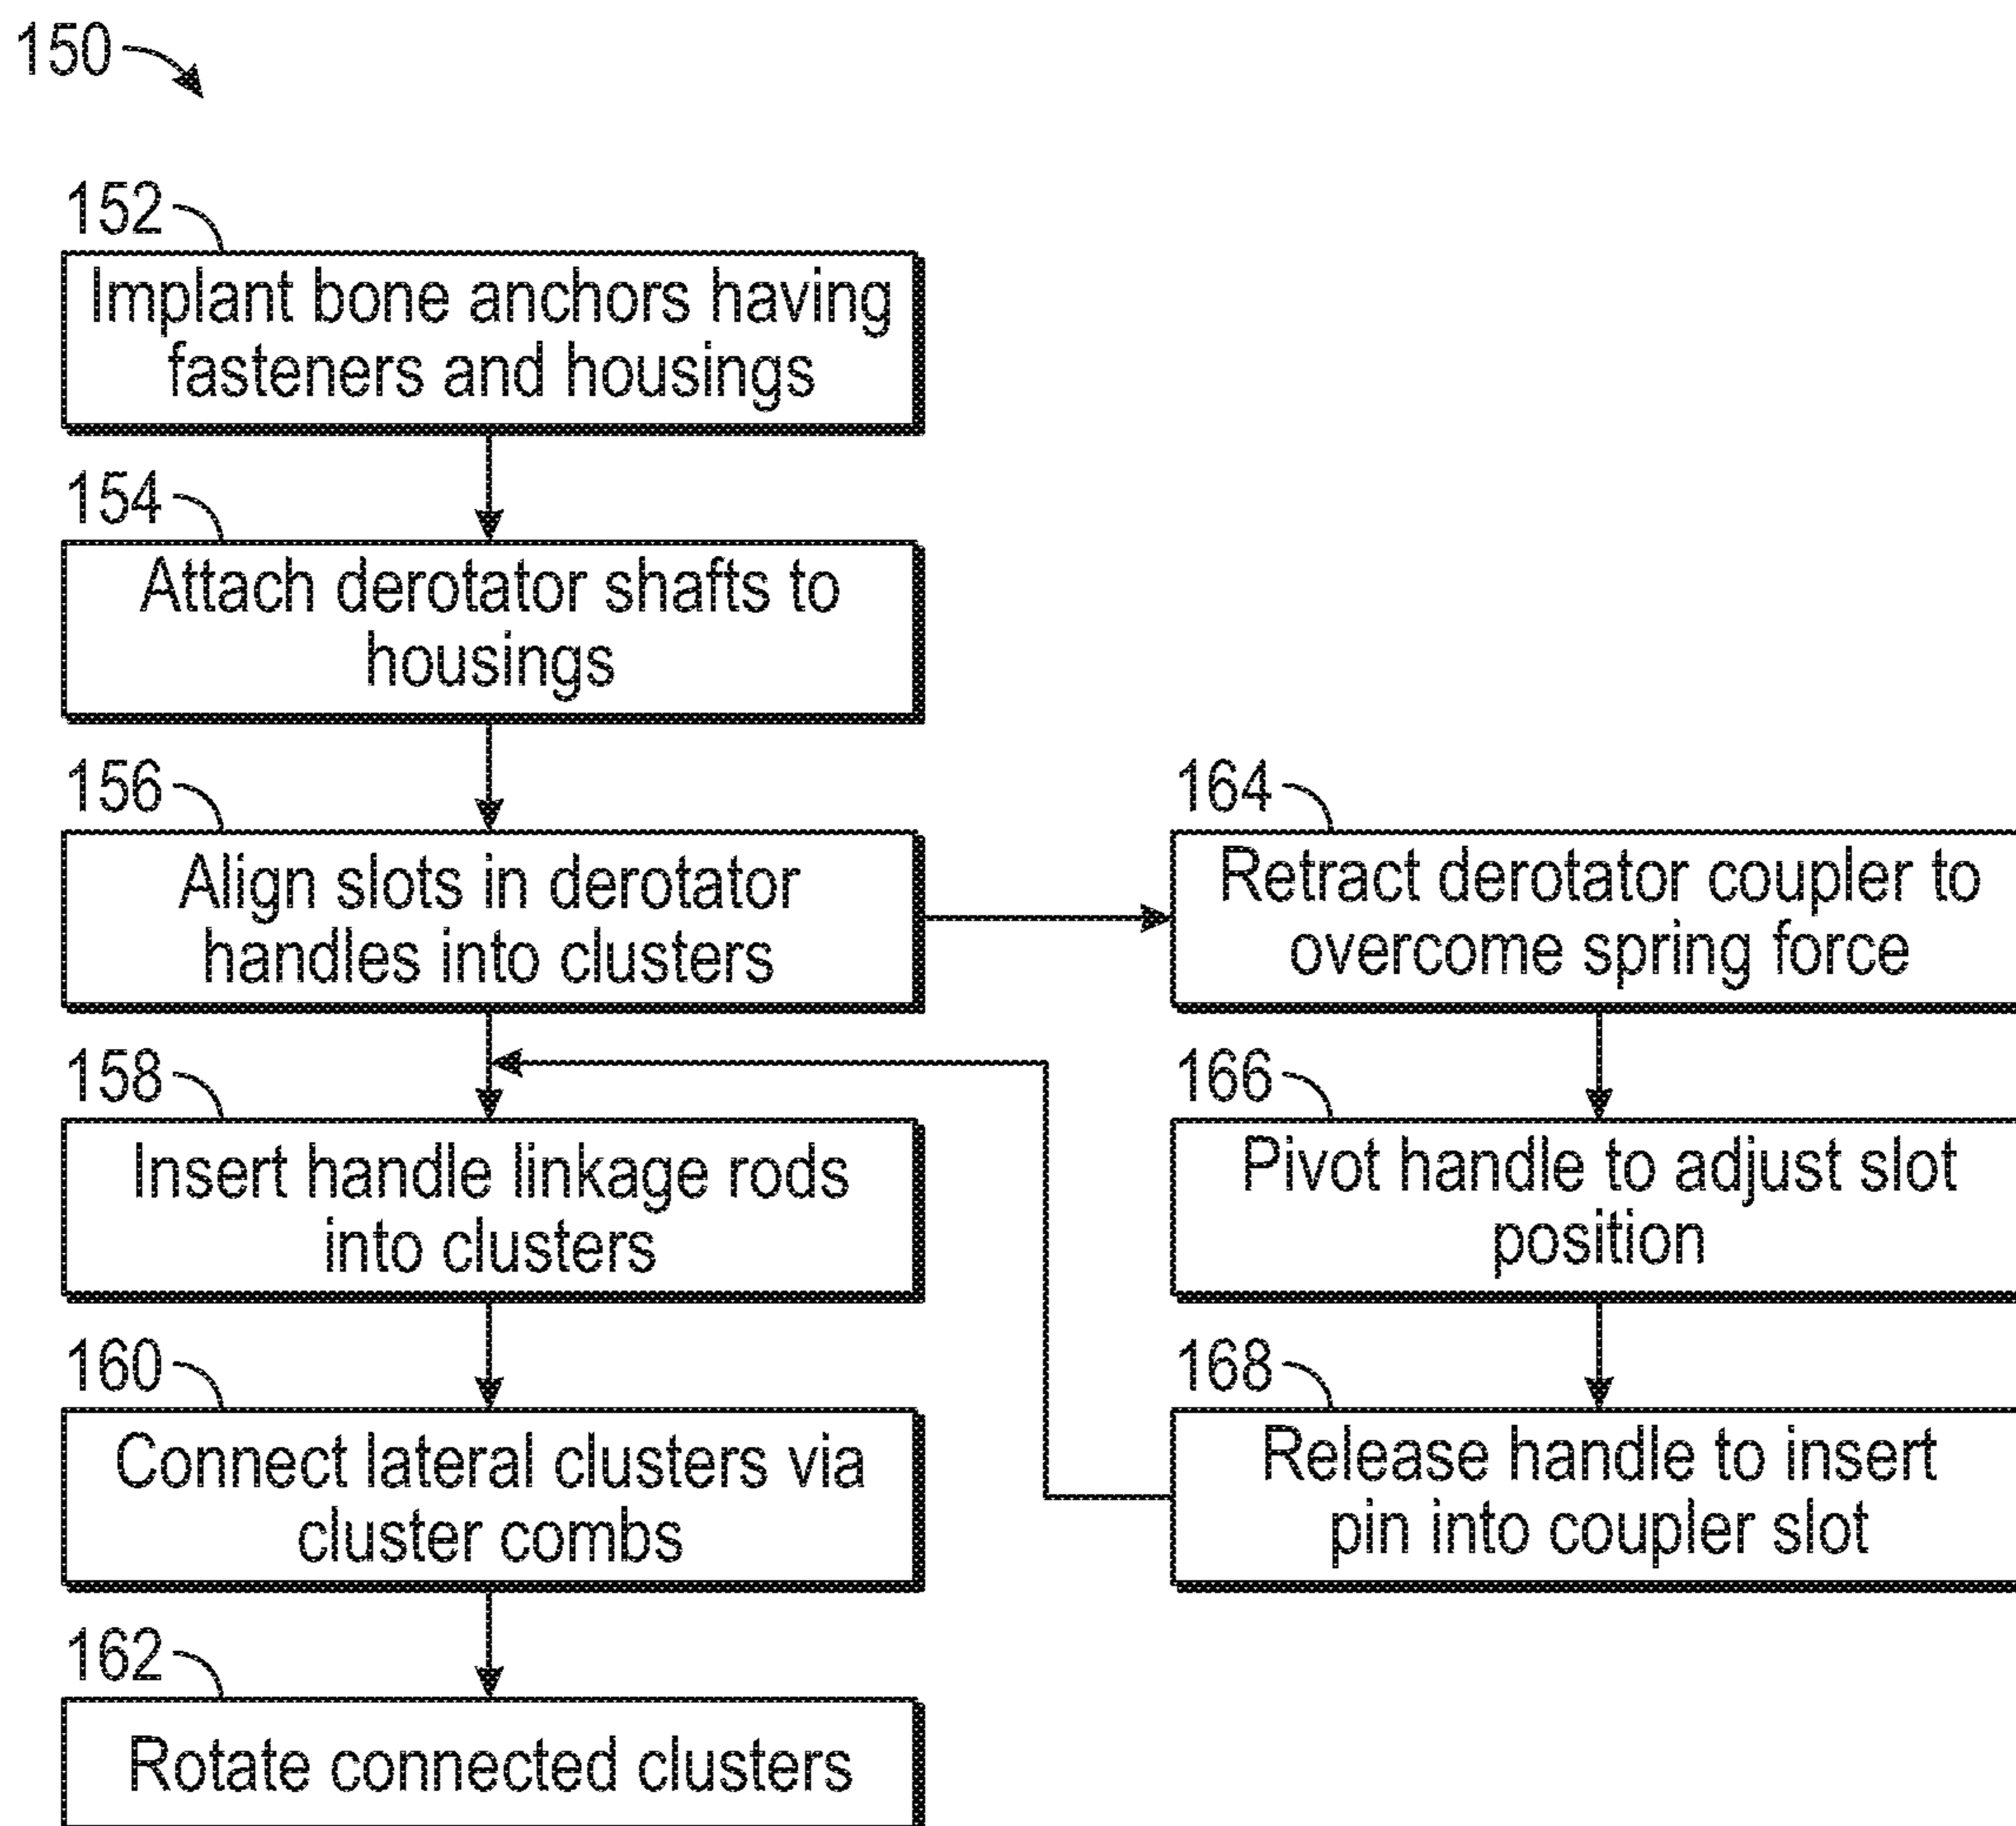 150
152
Implant bone anchors having
fasteners and housings
154
Attach derotator shafts to
housings
156
Align slots in derotator
handles into clusters
158
Insert handle linkage rods
into clusters
160
Connect lateral clusters via
cluster combs
162
Rotate connected clusters
164
Retract derotator coupler to
overcome spring force
166
Pivot handle to adjust slot
position
168
Release handle to insert
pin into coupler slot